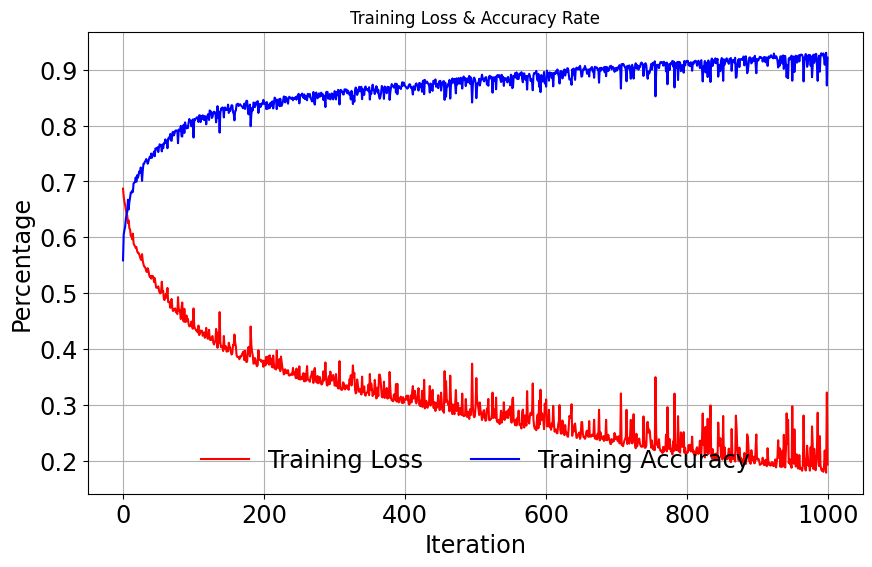 Training Loss & Accuracy Rate
Percentage
0.9
0.8
0.7
0.6
0.5
0.4
0.3
0.2
Training Loss Training Accuracy
0 200 400 600 800 1000
Iteration